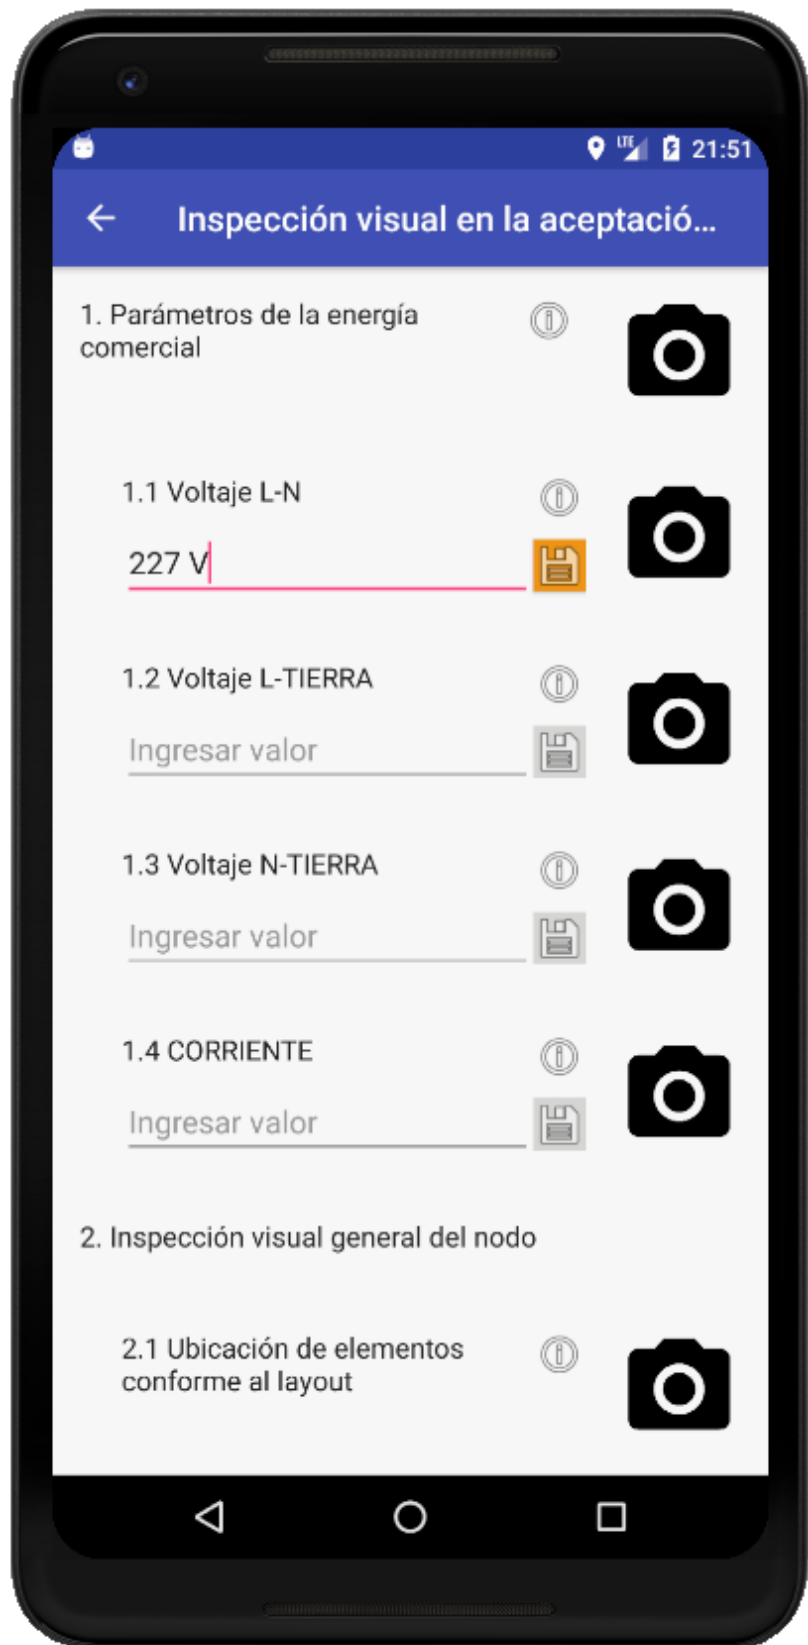 LTE 21:51
Inspección visual en la aceptació...
1. Parámetros de la energía
comercial
1.1 Voltaje L-N
227 V
1.2 Voltaje L-TIERRA
Ingresar valor
1.3 Voltaje N-TIERRA
Ingresar valor
1.4 CORRIENTE
Ingresar valor
2. Inspección visual general del nodo
2.1 Ubicación de elementos
conforme al layout